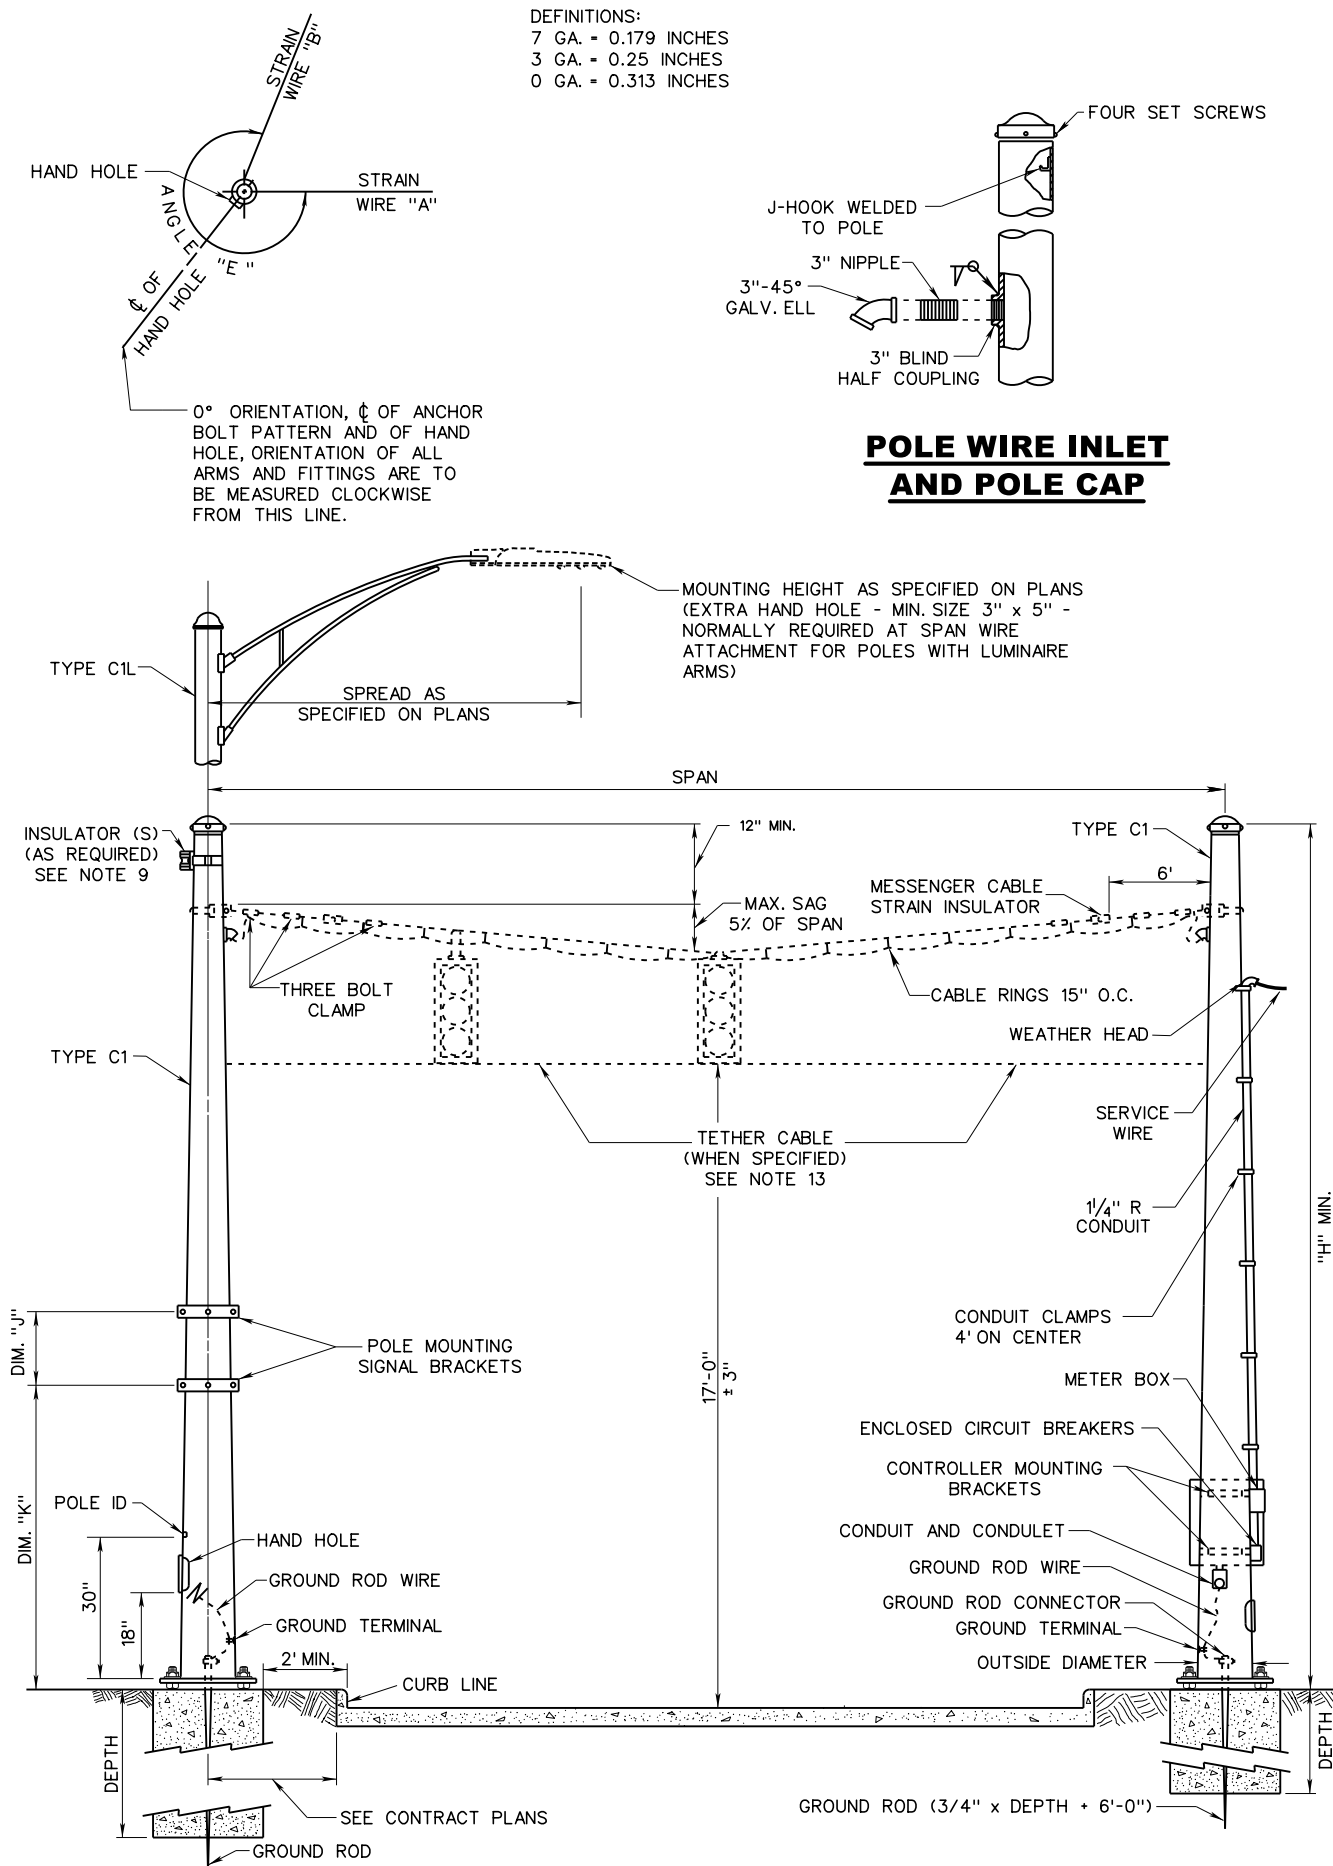 DEFINITIONS:
7 GA. = 0.179 INCHES
3 GA. = 0.25 INCHES
0 GA. = 0.313 INCHES
STRAIN
WIRE "B"
HAND HOLE
STRAIN
WIRE "A"
ANGLE "E"
℄ OF
HAND HOLE
0° ORIENTATION, ℄ OF ANCHOR
BOLT PATTERN AND OF HAND
HOLE, ORIENTATION OF ALL
ARMS AND FITTINGS ARE TO
BE MEASURED CLOCKWISE
FROM THIS LINE.
FOUR SET SCREWS
J-HOOK WELDED
TO POLE
3" NIPPLE
3"-45°
GALV. ELL
3" BLIND
HALF COUPLING
POLE WIRE INLET
AND POLE CAP
MOUNTING HEIGHT AS SPECIFIED ON PLANS
(EXTRA HAND HOLE - MIN. SIZE 3" x 5" -
NORMALLY REQUIRED AT SPAN WIRE
ATTACHMENT FOR POLES WITH LUMINAIRE
ARMS)
TYPE C1L
SPREAD AS
SPECIFIED ON PLANS
SPAN
INSULATOR (S)
(AS REQUIRED)
SEE NOTE 9
12" MIN.
TYPE C1
6'
MESSENGER CABLE
STRAIN INSULATOR
MAX. SAG
5% OF SPAN
THREE BOLT
CLAMP
CABLE RINGS 15" O.C.
WEATHER HEAD
TYPE C1
SERVICE
WIRE
TETHER CABLE
(WHEN SPECIFIED)
SEE NOTE 13
1 1/4" R
CONDUIT
"H" MIN.
CONDUIT CLAMPS
4' ON CENTER
DIM. "J"
POLE MOUNTING
SIGNAL BRACKETS
17'-0"
± 3"
METER BOX
ENCLOSED CIRCUIT BREAKERS
CONTROLLER MOUNTING
BRACKETS
DIM. "K"
POLE ID
CONDUIT AND CONDULET
HAND HOLE
GROUND ROD WIRE
30"
GROUND ROD WIRE
GROUND ROD CONNECTOR
18"
GROUND TERMINAL
GROUND TERMINAL
2' MIN.
OUTSIDE DIAMETER
CURB LINE
DEPTH
DEPTH
SEE CONTRACT PLANS
GROUND ROD (3/4" x DEPTH + 6'-0")
GROUND ROD